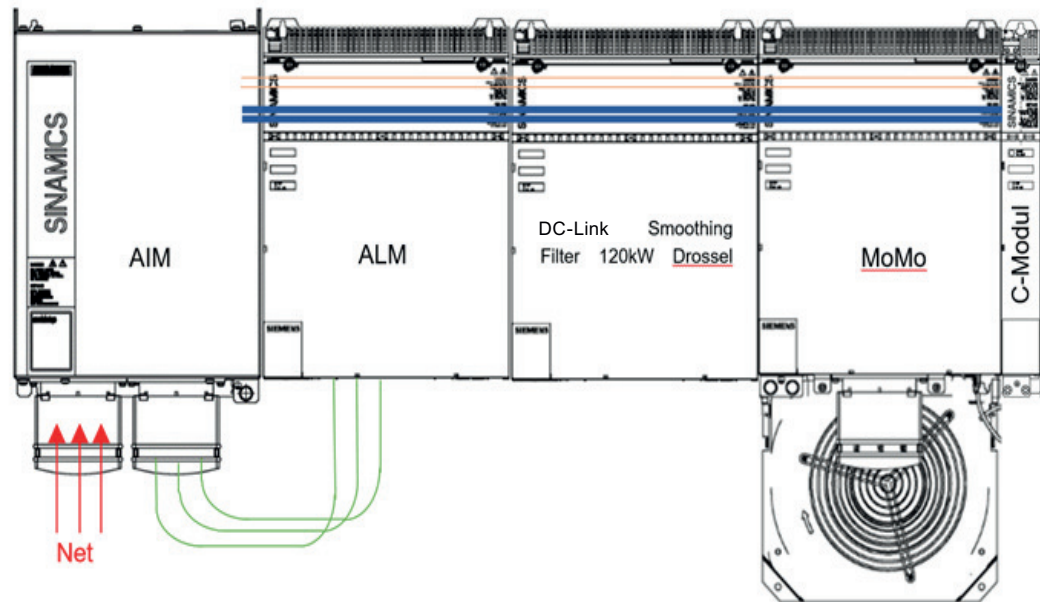 SINAMICS
AIM
ALM
DC-Link Smoothing
Filter 120kW Drossel
MoMo
C-Modul
SINAMICS
SIEMENS
SIEMENS
SIEMENS
Net